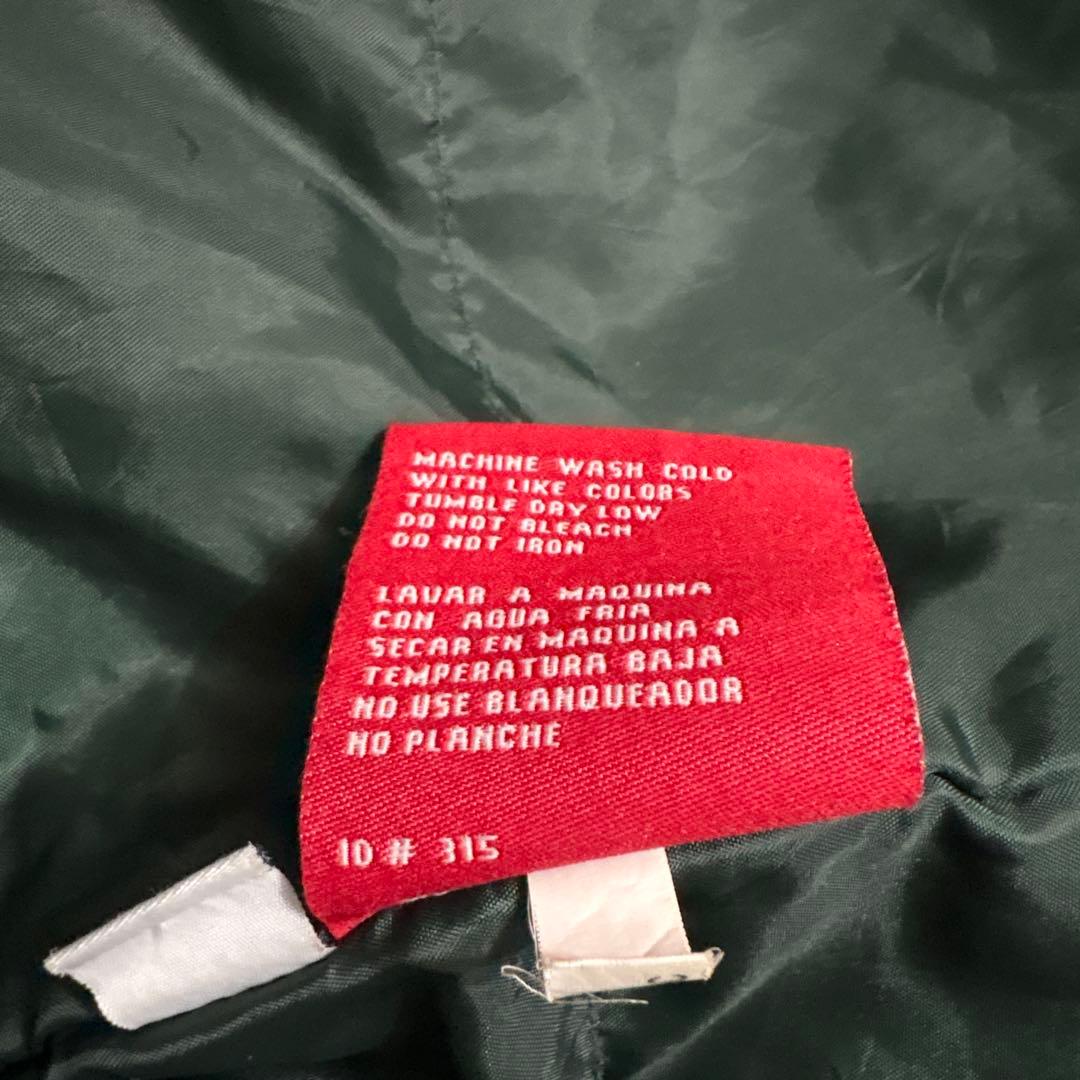 MACHINE WASH COLD
WITH LIKE COLORS
TUMBLE DRY LOW
DO NOT BLEACH
DO NOT IRON
LAVAR A MAQUINA
CON AGUA FRIA
SECAR EN MAQUINA A
TEMPERATURA BAJA
NO USE BLANQUEADOR
NO PLANCHE
ID # 315